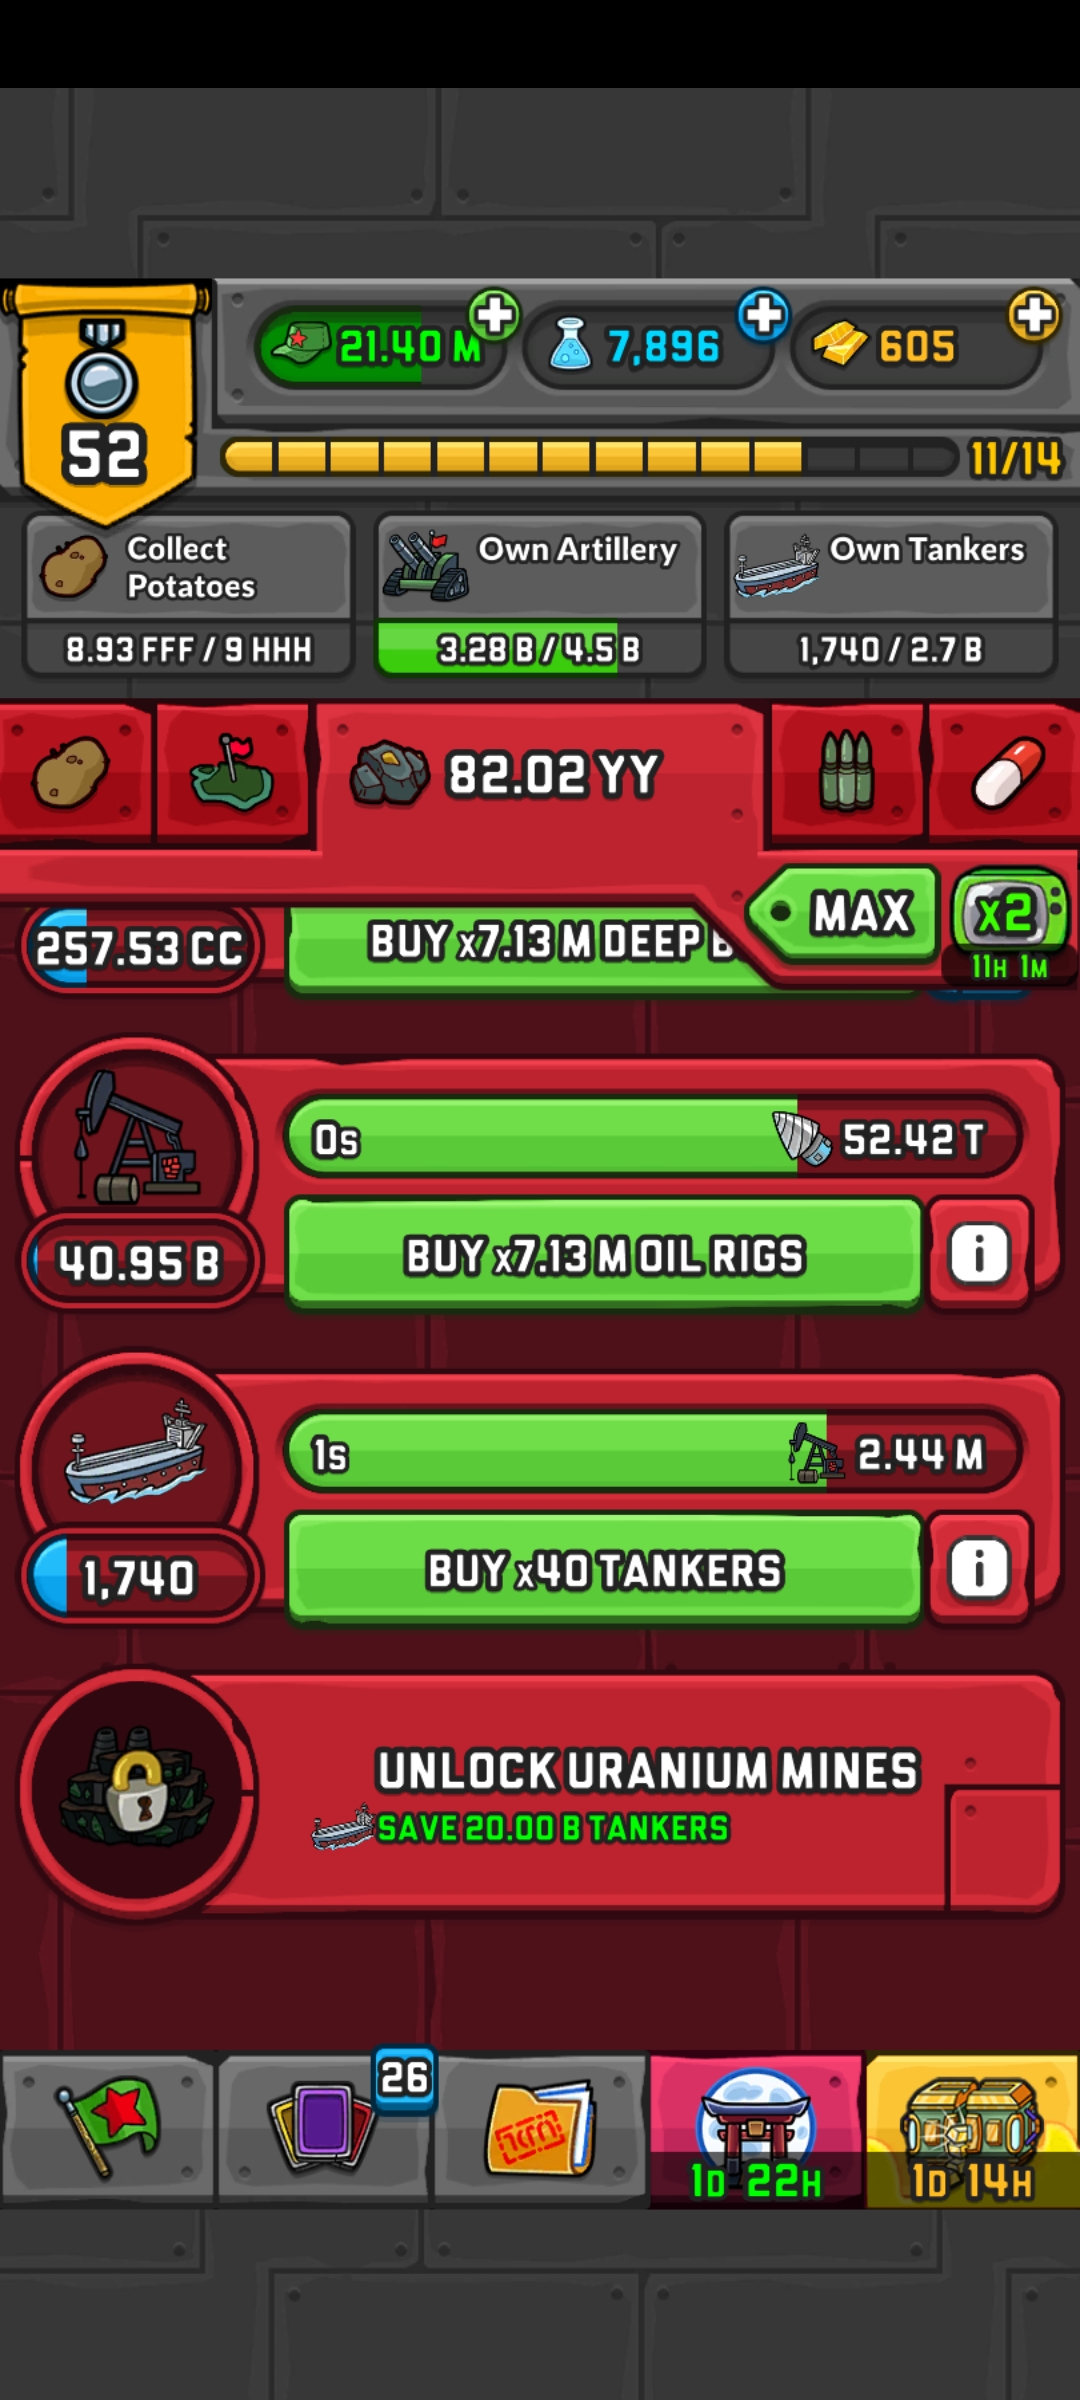 21.40 M
7,896
605
52
11/14
Collect
Potatoes
8.93 FFF / 9 HHH
Own Artillery
3.28 B / 4.5 B
Own Tankers
1,740 / 2.7 B
82.02 YY
MAX
x2
11H 1M
257.53 CC
BUY x7.13 M DEEP
0s
52.42 T
40.95 B
BUY x7.13 M OIL RIGS
i
1s
2.44 M
1,740
BUY x40 TANKERS
i
UNLOCK URANIUM MINES
SAVE 20.00 B TANKERS
26
1D 22H
1D 14H